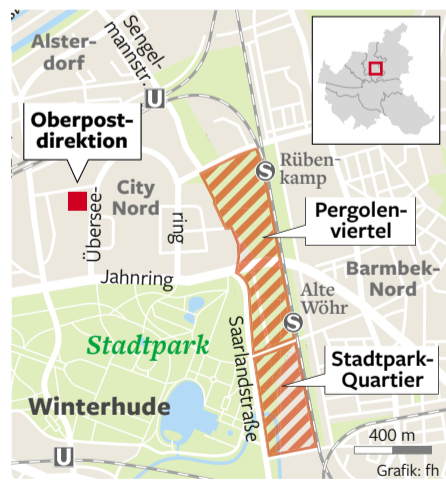 Alster-
dorf
Sengel-
mannstr.
U
Oberpost-
direktion
City
Nord
Übersee-
ring
S
Rüben-
kamp
Pergolen-
viertel
Jahnring
Barmbek-
Nord
Alte
Wöhr
S
Stadtpark
Saarlandstraße
Stadtpark-
Quartier
Winterhude
U
400 m
Grafik: fh